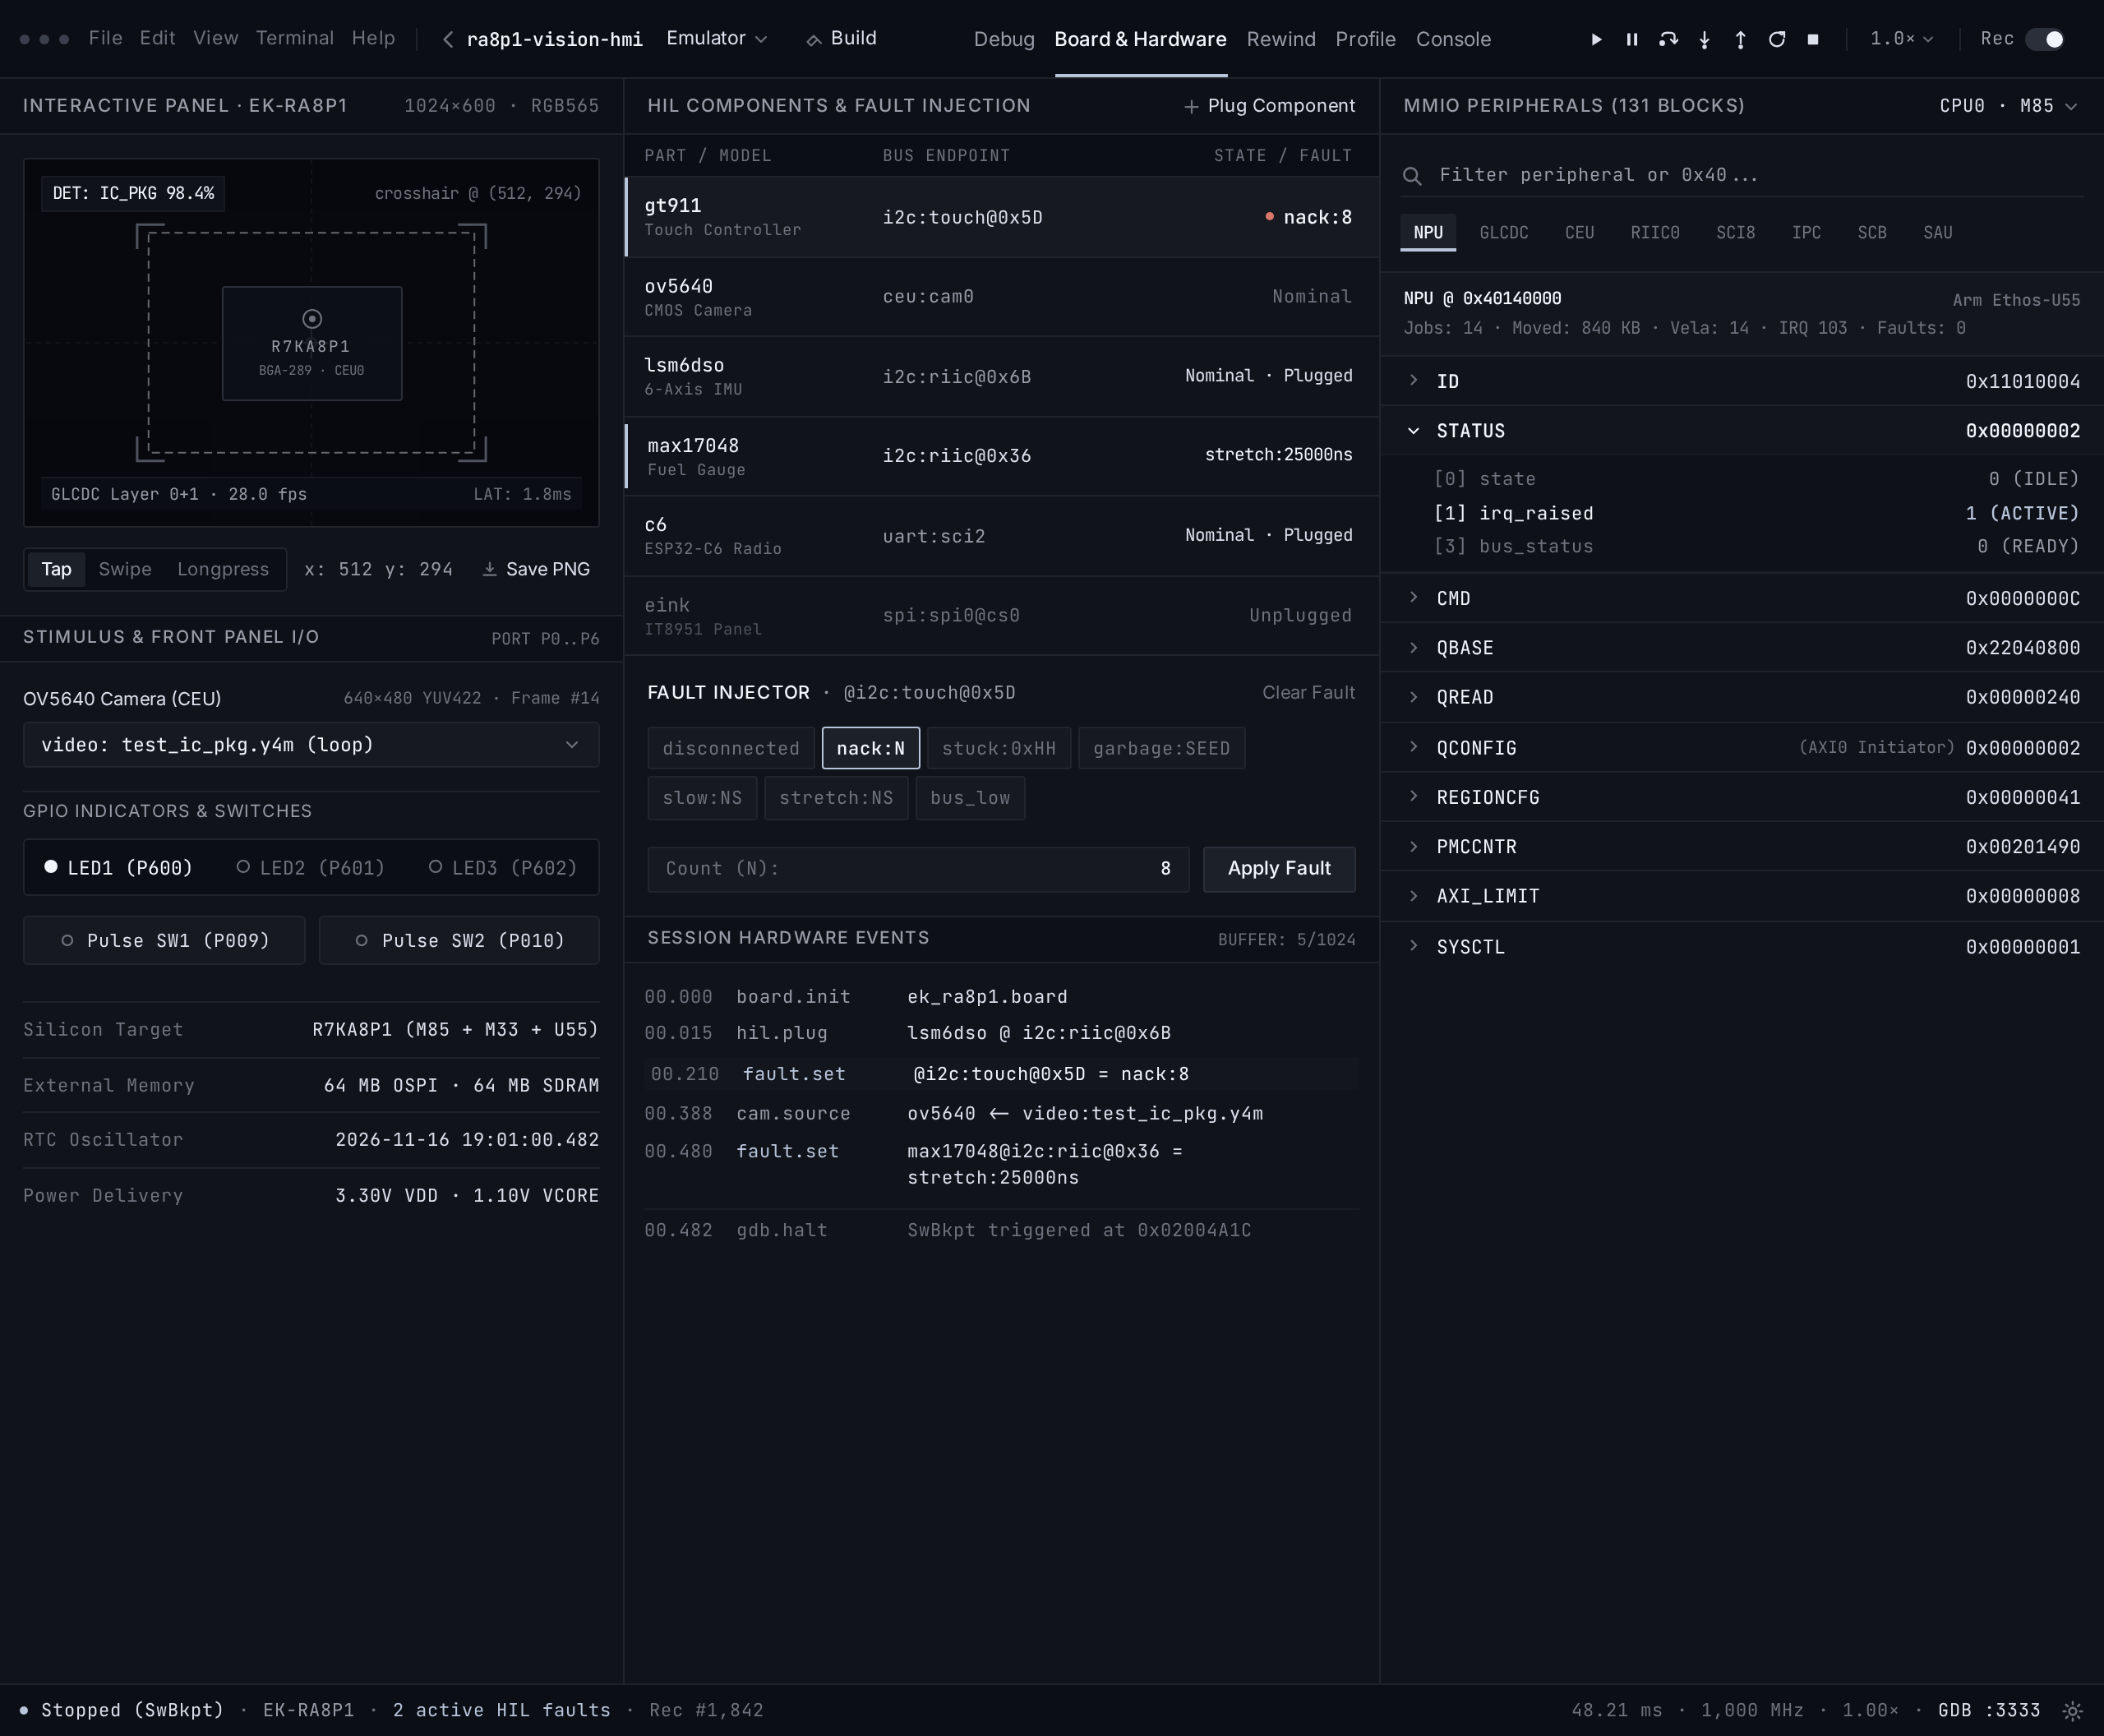 File Edit View Terminal Help ra8p1-vision-hmi Emulator Build Debug Board & Hardware Rewind Profile Console 1.0× Rec
INTERACTIVE PANEL · EK-RA8P1 1024×600 · RGB565
DET: IC_PKG 98.4% crosshair @ (512, 294)
R7KA8P1
BGA-289 · CEU0
GLCDC Layer 0+1 · 28.0 fps LAT: 1.8ms
Tap Swipe Longpress x: 512 y: 294 Save PNG
STIMULUS & FRONT PANEL I/O PORT P0..P6
OV5640 Camera (CEU) 640×480 YUV422 · Frame #14
video: test_ic_pkg.y4m (loop)
GPIO INDICATORS & SWITCHES
LED1 (P600) LED2 (P601) LED3 (P602)
Pulse SW1 (P009) Pulse SW2 (P010)
Silicon Target R7KA8P1 (M85 + M33 + U55)
External Memory 64 MB OSPI · 64 MB SDRAM
RTC Oscillator 2026-11-16 19:01:00.482
Power Delivery 3.30V VDD · 1.10V VCORE
HIL COMPONENTS & FAULT INJECTION + Plug Component
PART / MODEL BUS ENDPOINT STATE / FAULT
gt911 i2c:touch@0x5D nack:8
Touch Controller
ov5640 ceu:cam0 Nominal
CMOS Camera
lsm6dso i2c:riic@0x6B Nominal · Plugged
6-Axis IMU
max17048 i2c:riic@0x36 stretch:25000ns
Fuel Gauge
c6 uart:sci2 Nominal · Plugged
ESP32-C6 Radio
eink spi:spi0@cs0 Unplugged
IT8951 Panel
FAULT INJECTOR · @i2c:touch@0x5D Clear Fault
disconnected nack:N stuck:0xHH garbage:SEED
slow:NS stretch:NS bus_low
Count (N): 8 Apply Fault
SESSION HARDWARE EVENTS BUFFER: 5/1024
00.000 board.init ek_ra8p1.board
00.015 hil.plug lsm6dso @ i2c:riic@0x6B
00.210 fault.set @i2c:touch@0x5D = nack:8
00.388 cam.source ov5640 <- video:test_ic_pkg.y4m
00.480 fault.set max17048@i2c:riic@0x36 =
stretch:25000ns
00.482 gdb.halt SwBkpt triggered at 0x02004A1C
MMIO PERIPHERALS (131 BLOCKS) CPU0 · M85
Filter peripheral or 0x40...
NPU GLCDC CEU RIIC0 SCI8 IPC SCB SAU
NPU @ 0x40140000 Arm Ethos-U55
Jobs: 14 · Moved: 840 KB · Vela: 14 · IRQ 103 · Faults: 0
ID 0x11010004
STATUS 0x00000002
[0] state 0 (IDLE)
[1] irq_raised 1 (ACTIVE)
[3] bus_status 0 (READY)
CMD 0x0000000C
QBASE 0x22040800
QREAD 0x00000240
QCONFIG (AXI0 Initiator) 0x00000002
REGIONCFG 0x00000041
PMCCNTR 0x00201490
AXI_LIMIT 0x00000008
SYSCTL 0x00000001
Stopped (SwBkpt) · EK-RA8P1 · 2 active HIL faults · Rec #1,842 48.21 ms · 1,000 MHz · 1.00× · GDB :3333